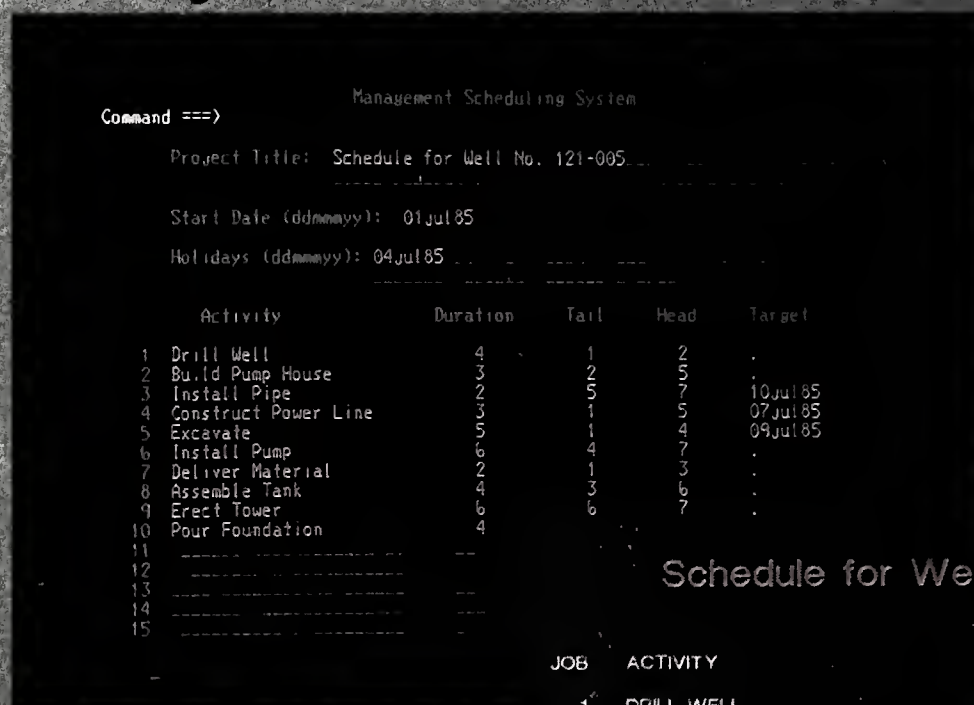 Management Scheduling System
Command ===>
Project Title: Schedule for Well No. 121-005
Start Date (ddmmmyy): 01jul85
Holidays (ddmmmyy): 04jul85
Activity Duration Tail Head Target
1 Drill Well 4 1 2 .
2 Build Pump House 3 2 5 .
3 Install Pipe 2 5 7 10jul85
4 Construct Power Line 3 1 5 07jul85
5 Excavate 5 1 4 09jul85
6 Install Pump 6 4 7 .
7 Deliver Material 2 1 3 .
8 Assemble Tank 4 3 6 .
9 Erect Tower 6 6 7 .
10 Pour Foundation 4
11
12
13
14
15
Schedule for We
JOB ACTIVITY
1 DRILL WELL